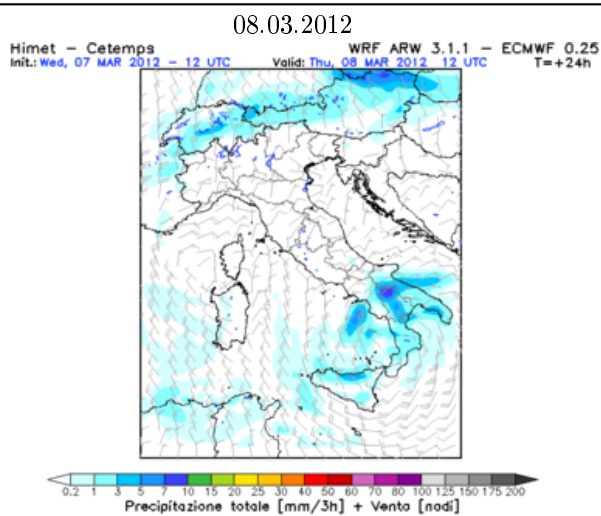 08.03.2012
Himet – Cetemps WRF ARW 3.1.1 – ECMWF 0.25
Init.: Wed, 07 MAR 2012 – 12 UTC Valid: Thu, 08 MAR 2012 12 UTC T=+24h
0.2 1 3 5 7 10 15 20 25 30 40 50 60 70 80 100 125 150 175 200
Precipitazione totale [mm/3h] + Vento [nodi]